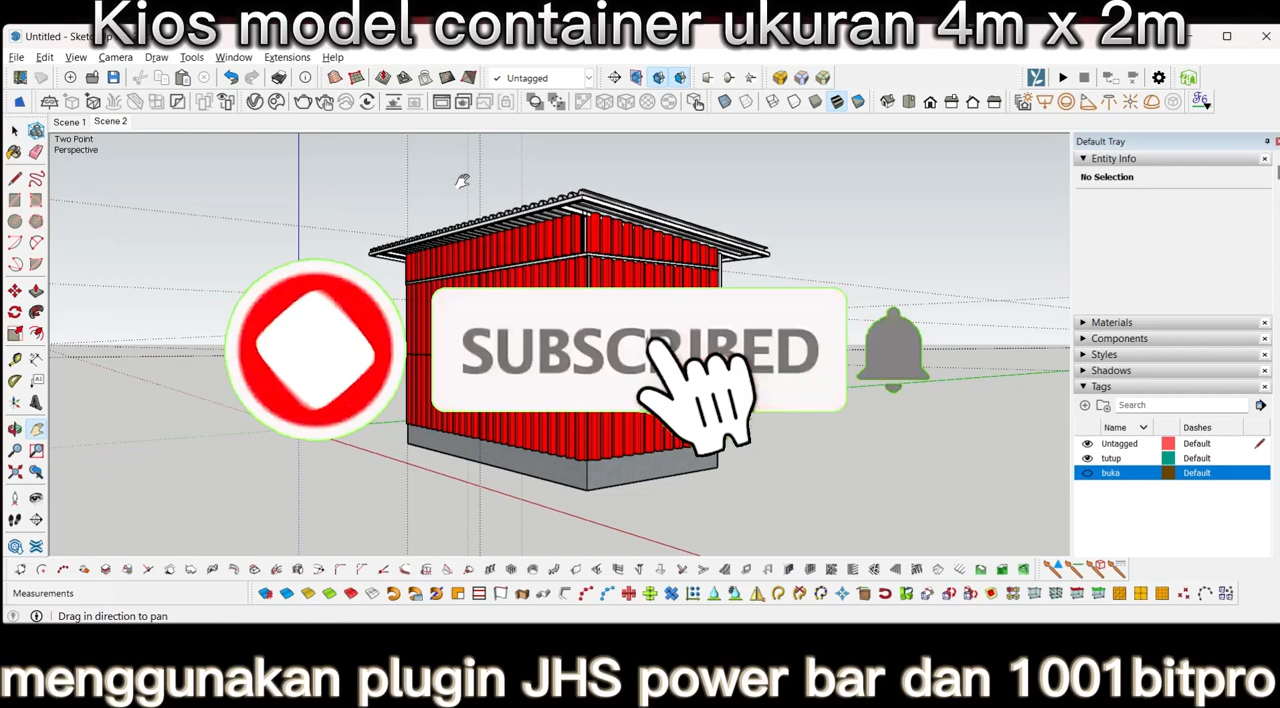 Kios model container ukuran 4m x 2m
Untitled - Sket
File Edit View Camera Draw Tools Window Extensions Help
Untagged
Scene 1 Scene 2
Two Point
Perspective
Default Tray
Entity Info
No Selection
SUBSCRIBED
Materials
Components
Styles
Shadows
Tags
Search
Name Dashes
Untagged Default
tutup Default
buka Default
Measurements
Drag in direction to pan
menggunakan plugin JHS power bar dan 1001bitpro